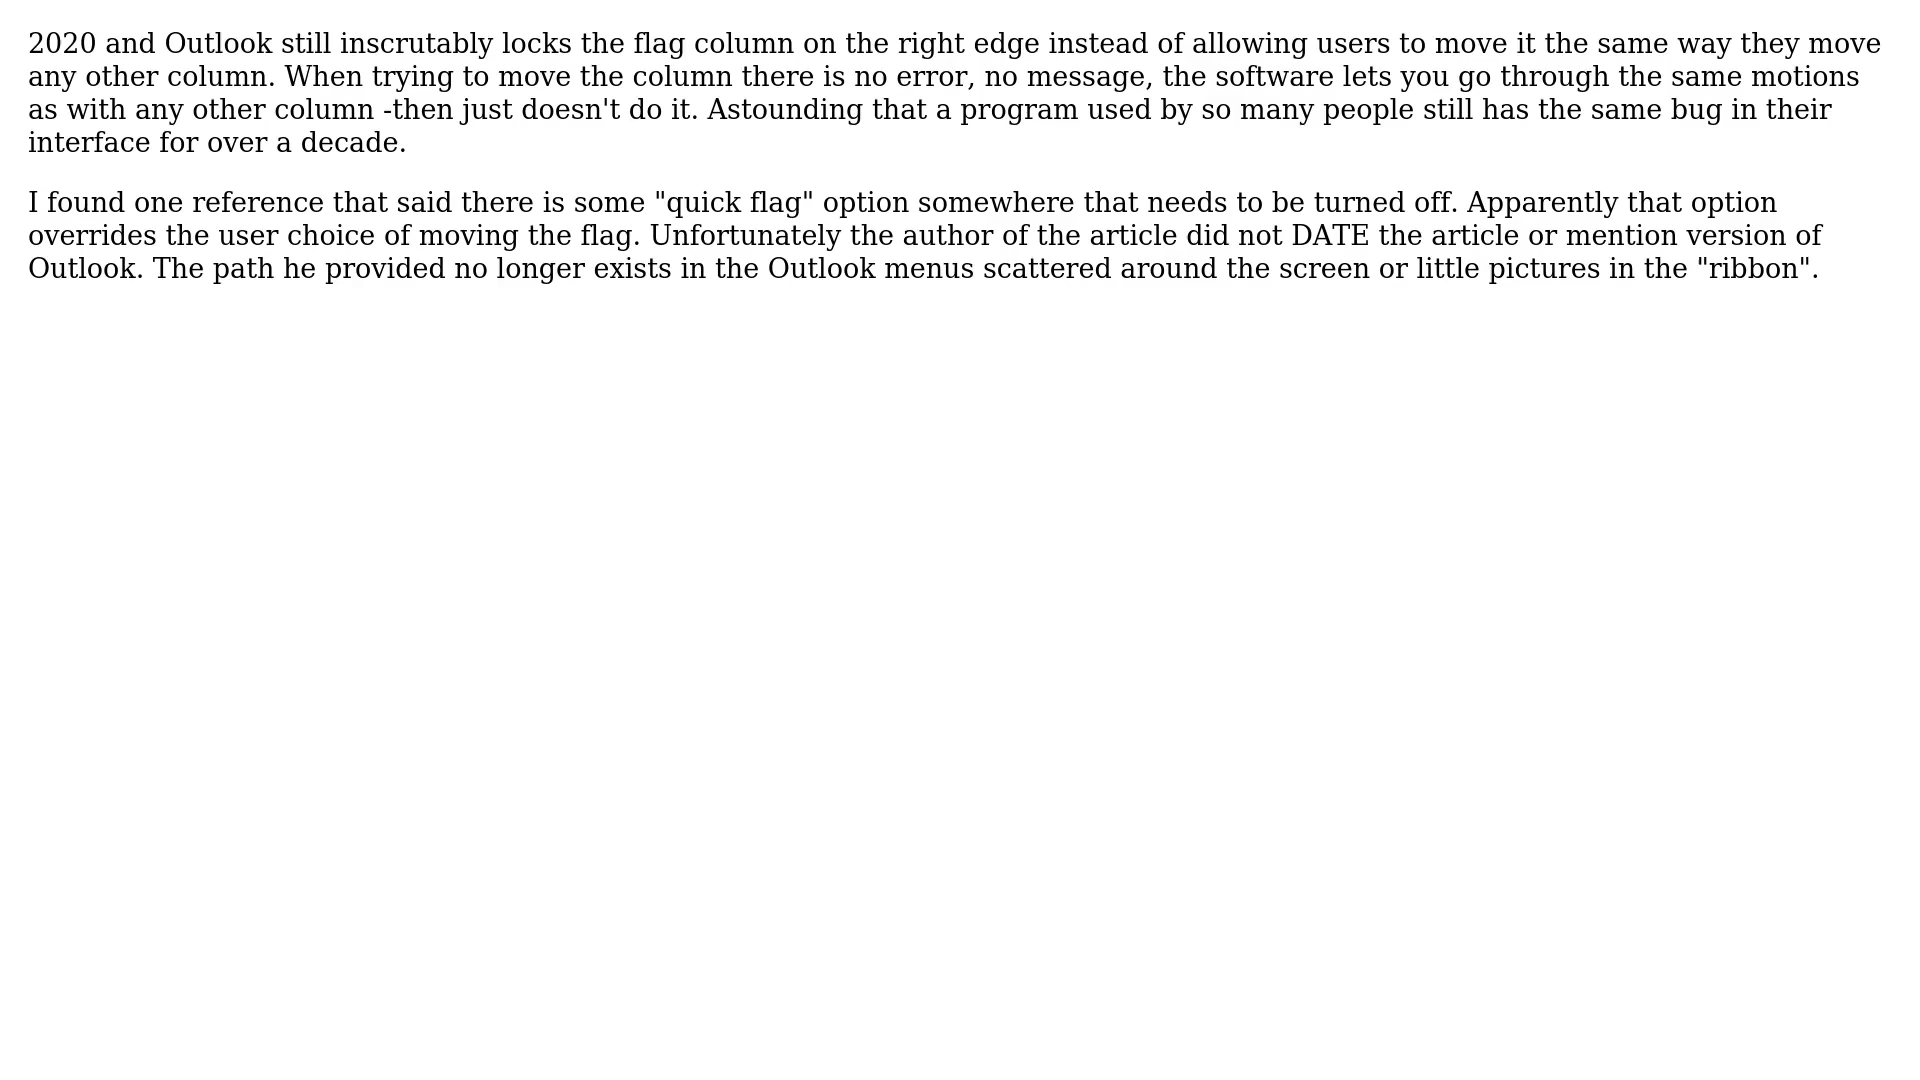 2020 and Outlook still inscrutably locks the flag column on the right edge instead of allowing users to move it the same way they move
any other column. When trying to move the column there is no error, no message, the software lets you go through the same motions
as with any other column -then just doesn't do it. Astounding that a program used by so many people still has the same bug in their
interface for over a decade.
I found one reference that said there is some "quick flag" option somewhere that needs to be turned off. Apparently that option
overrides the user choice of moving the flag. Unfortunately the author of the article did not DATE the article or mention version of
Outlook. The path he provided no longer exists in the Outlook menus scattered around the screen or little pictures in the "ribbon".